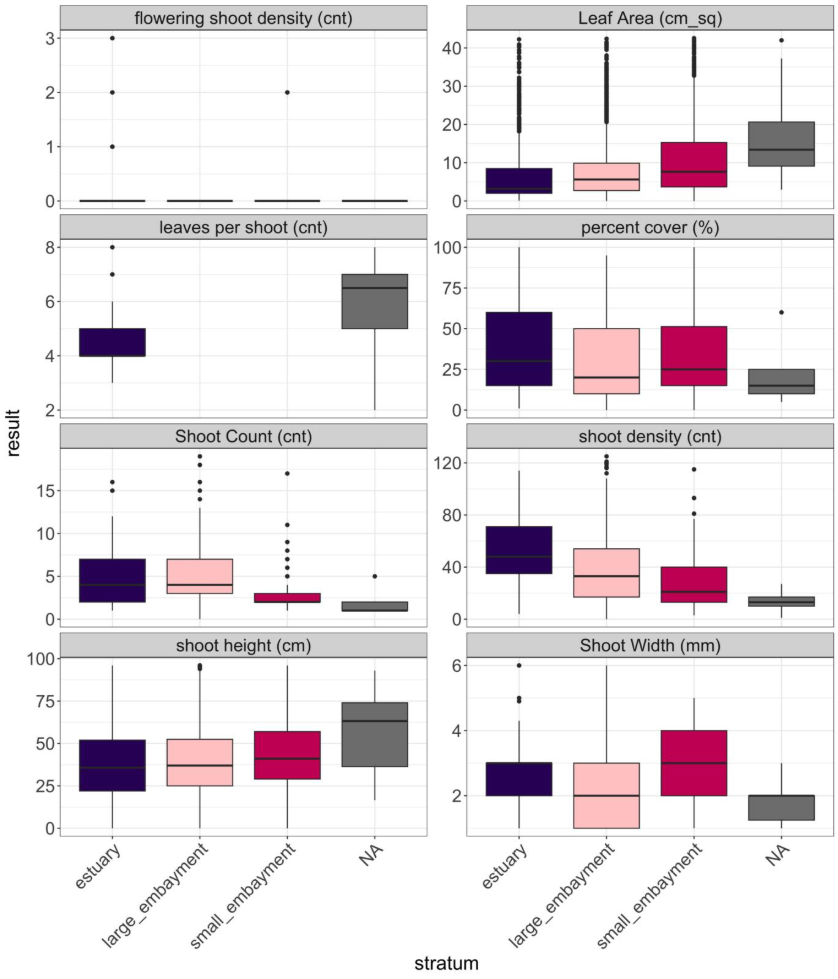 flowering shoot density (cnt)
Leaf Area (cm_sq)
3
2
1
0
40
30
20
10
0
leaves per shoot (cnt)
percent cover (%)
8
6
4
2
100
75
50
25
0
Shoot Count (cnt)
shoot density (cnt)
15
10
5
0
120
80
40
0
shoot height (cm)
Shoot Width (mm)
100
75
50
25
0
6
4
2
result
estuary
large_embayment
small_embayment
NA
estuary
large_embayment
small_embayment
NA
stratum